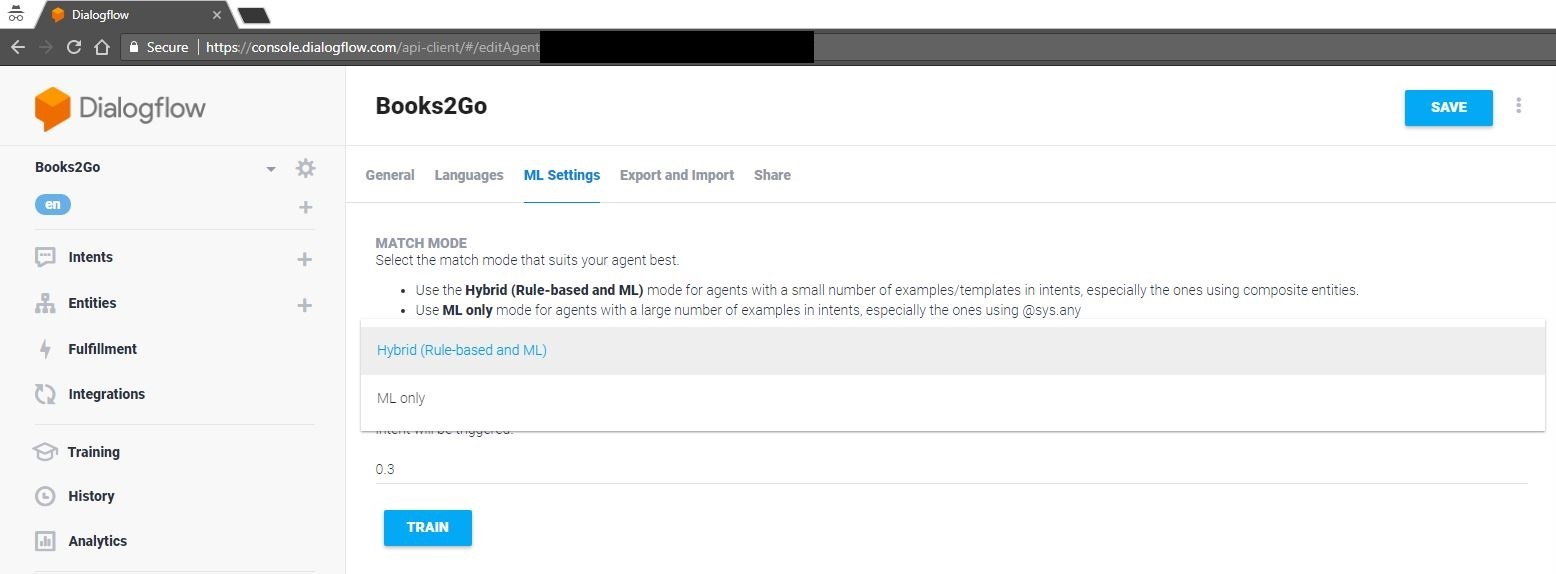 Dialogflow
Secure
https://console.dialogflow.com/api-client/#/editAgent
Dialogflow
Books2Go
SAVE
Books2Go
en
General Languages ML Settings Export and Import Share
Intents
Entities
Fulfillment
Integrations
Training
History
Analytics
MATCH MODE
Select the match mode that suits your agent best.
Use the Hybrid (Rule-based and ML) mode for agents with a small number of examples/templates in intents, especially the ones using composite entities.
Use ML only mode for agents with a large number of examples in intents, especially the ones using @sys.any
Hybrid (Rule-based and ML)
ML only
intent will be triggered.
0.3
TRAIN